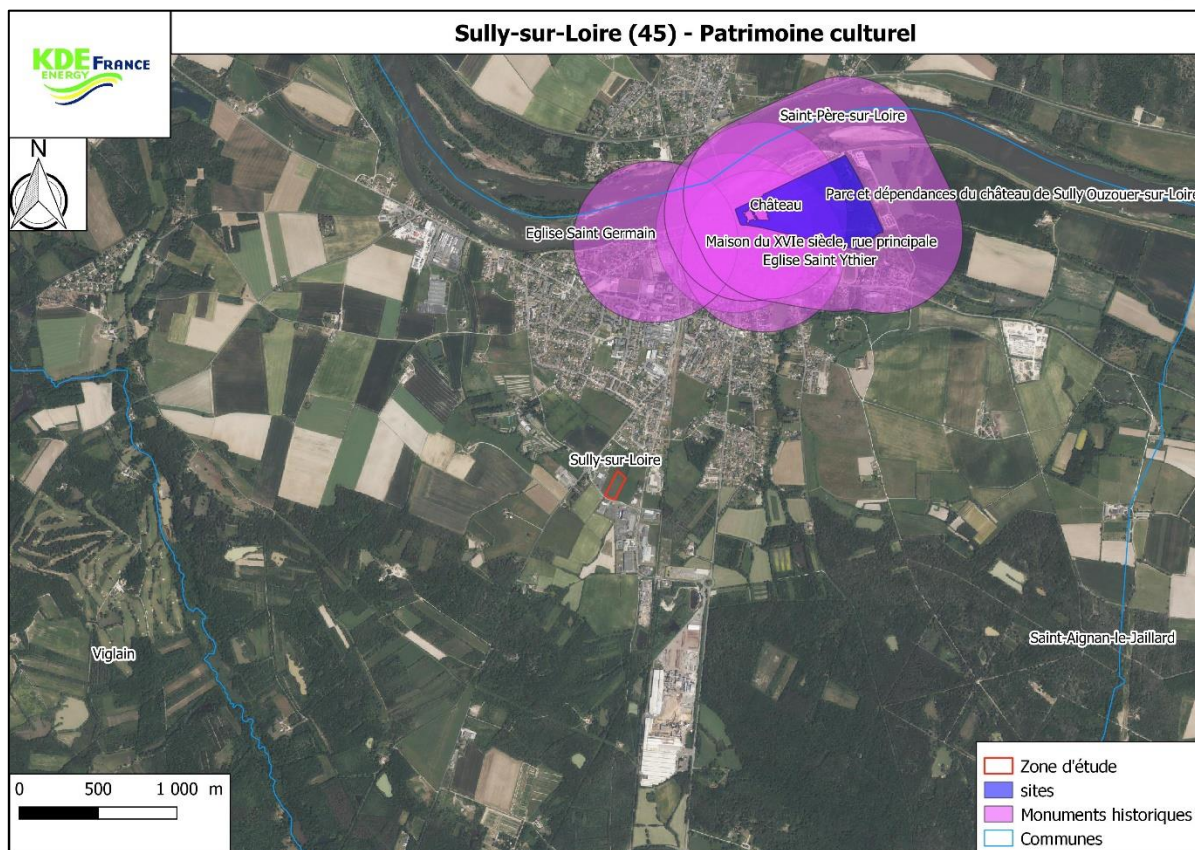 KDE FRANCE
ENERGY
Sully-sur-Loire (45) - Patrimoine culturel
N
Saint-Père-sur-Loire
Parc et dépendances du château de Sully Ouzouer-sur-Loire
Château
Eglise Saint Germain
Maison du XVIe siècle, rue principale
Eglise Saint Ythier
Sully-sur-Loire
Viglain
Saint-Aignan-le-Jaillard
0 500 1 000 m
Zone d'étude
sites
Monuments historiques
Communes